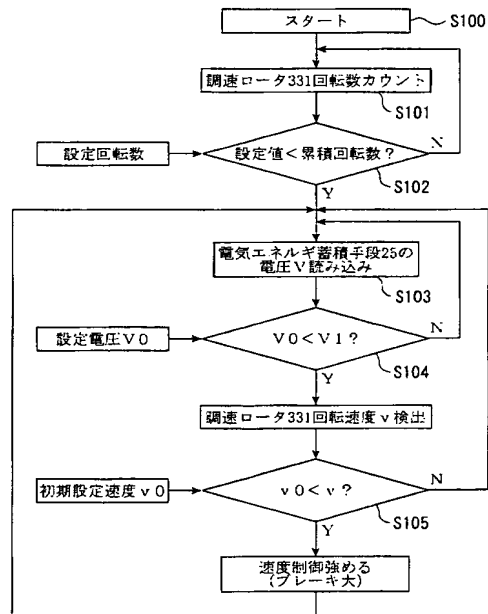 スタート
S100
調速ロータ331回転数カウント
S101
設定回転数
設定値<累積回転数?
N
S102
Y
電気エネルギ蓄積手段25の
電圧V読み込み
S103
設定電圧V0
V0<V1?
N
S104
Y
調速ロータ331回転速度v検出
初期設定速度v0
v0<v?
N
S105
Y
速度制御強める
(ブレーキ大)